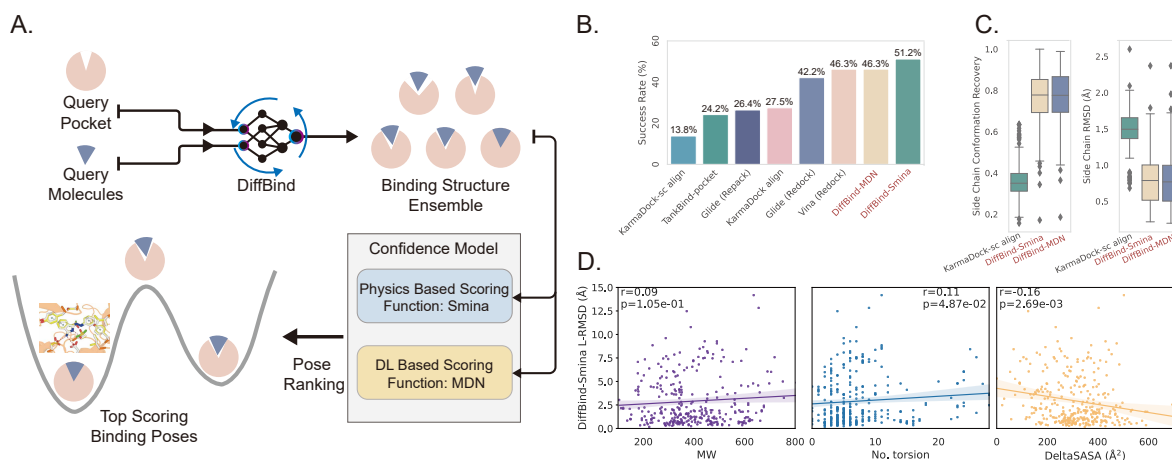 A.
Query
Pocket
Query
Molecules
DiffBind
Binding Structure
Ensemble
Confidence Model
Physics Based Scoring
Function: Smina
DL Based Scoring
Function: MDN
Pose
Ranking
Top Scoring
Binding Poses
B.
Success Rate (%)
60
40
20
0
13.8%
24.2%
26.4%
27.5%
42.2%
46.3%
46.3%
51.2%
KarmaDock-sc align
TankBind-pocket
Glide (Repack)
KarmaDock align
Glide (Redock)
Vina (Redock)
DiffBind-MDN
DiffBind-Smina
C.
Side Chain Conformation Recovery
1.0
0.8
0.6
0.4
0.2
KarmaDock-sc align
DiffBind-Smina
DiffBind-MDN
Side Chain RMSD (Å)
2.5
2.0
1.5
1.0
0.5
KarmaDock-sc align
DiffBind-Smina
DiffBind-MDN
D.
DiffBind-Smina L-RMSD (Å)
15.0
12.5
10.0
7.5
5.0
2.5
0.0
r=0.09
p=1.05e-01
200 400 600 800
MW
r=0.11
p=4.87e-02
0 10 20
No. torsion
r=-0.16
p=2.69e-03
0 200 400 600
DeltaSASA (Å²)